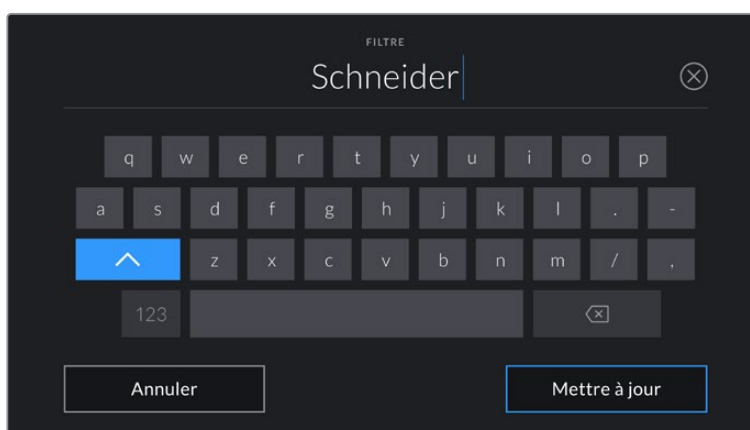 FILTRE
Schneider
q w e r t y u i o p
a s d f g h j k l . -
z x c v b n m / ,
123
Annuler Mettre à jour